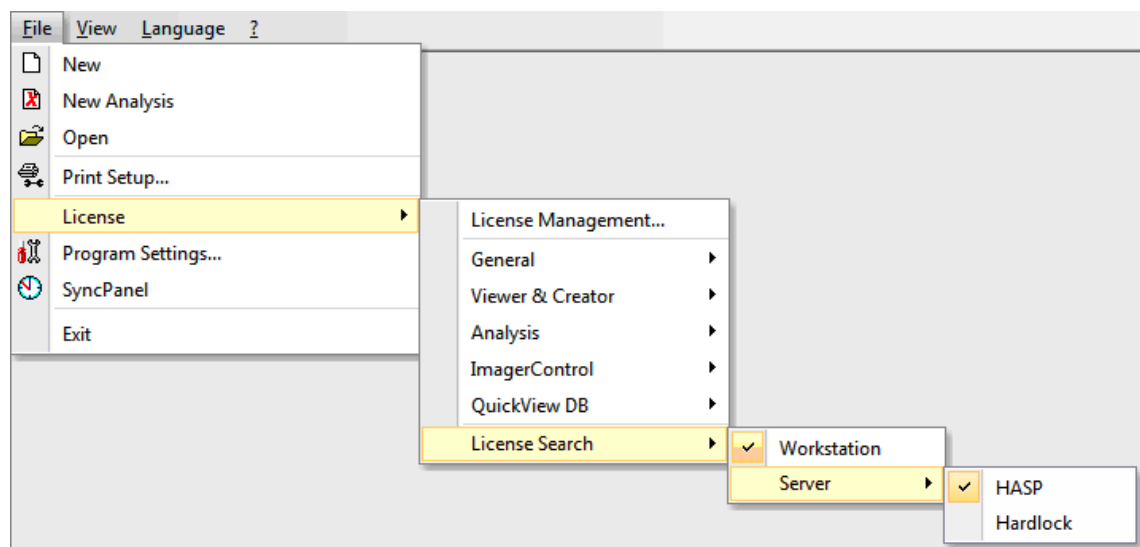 File View Language ?
New
New Analysis
Open
Print Setup...
License
Program Settings...
SyncPanel
Exit
License Management...
General
Viewer & Creator
Analysis
ImagerControl
QuickView DB
License Search
Workstation
Server
HASP
Hardlock